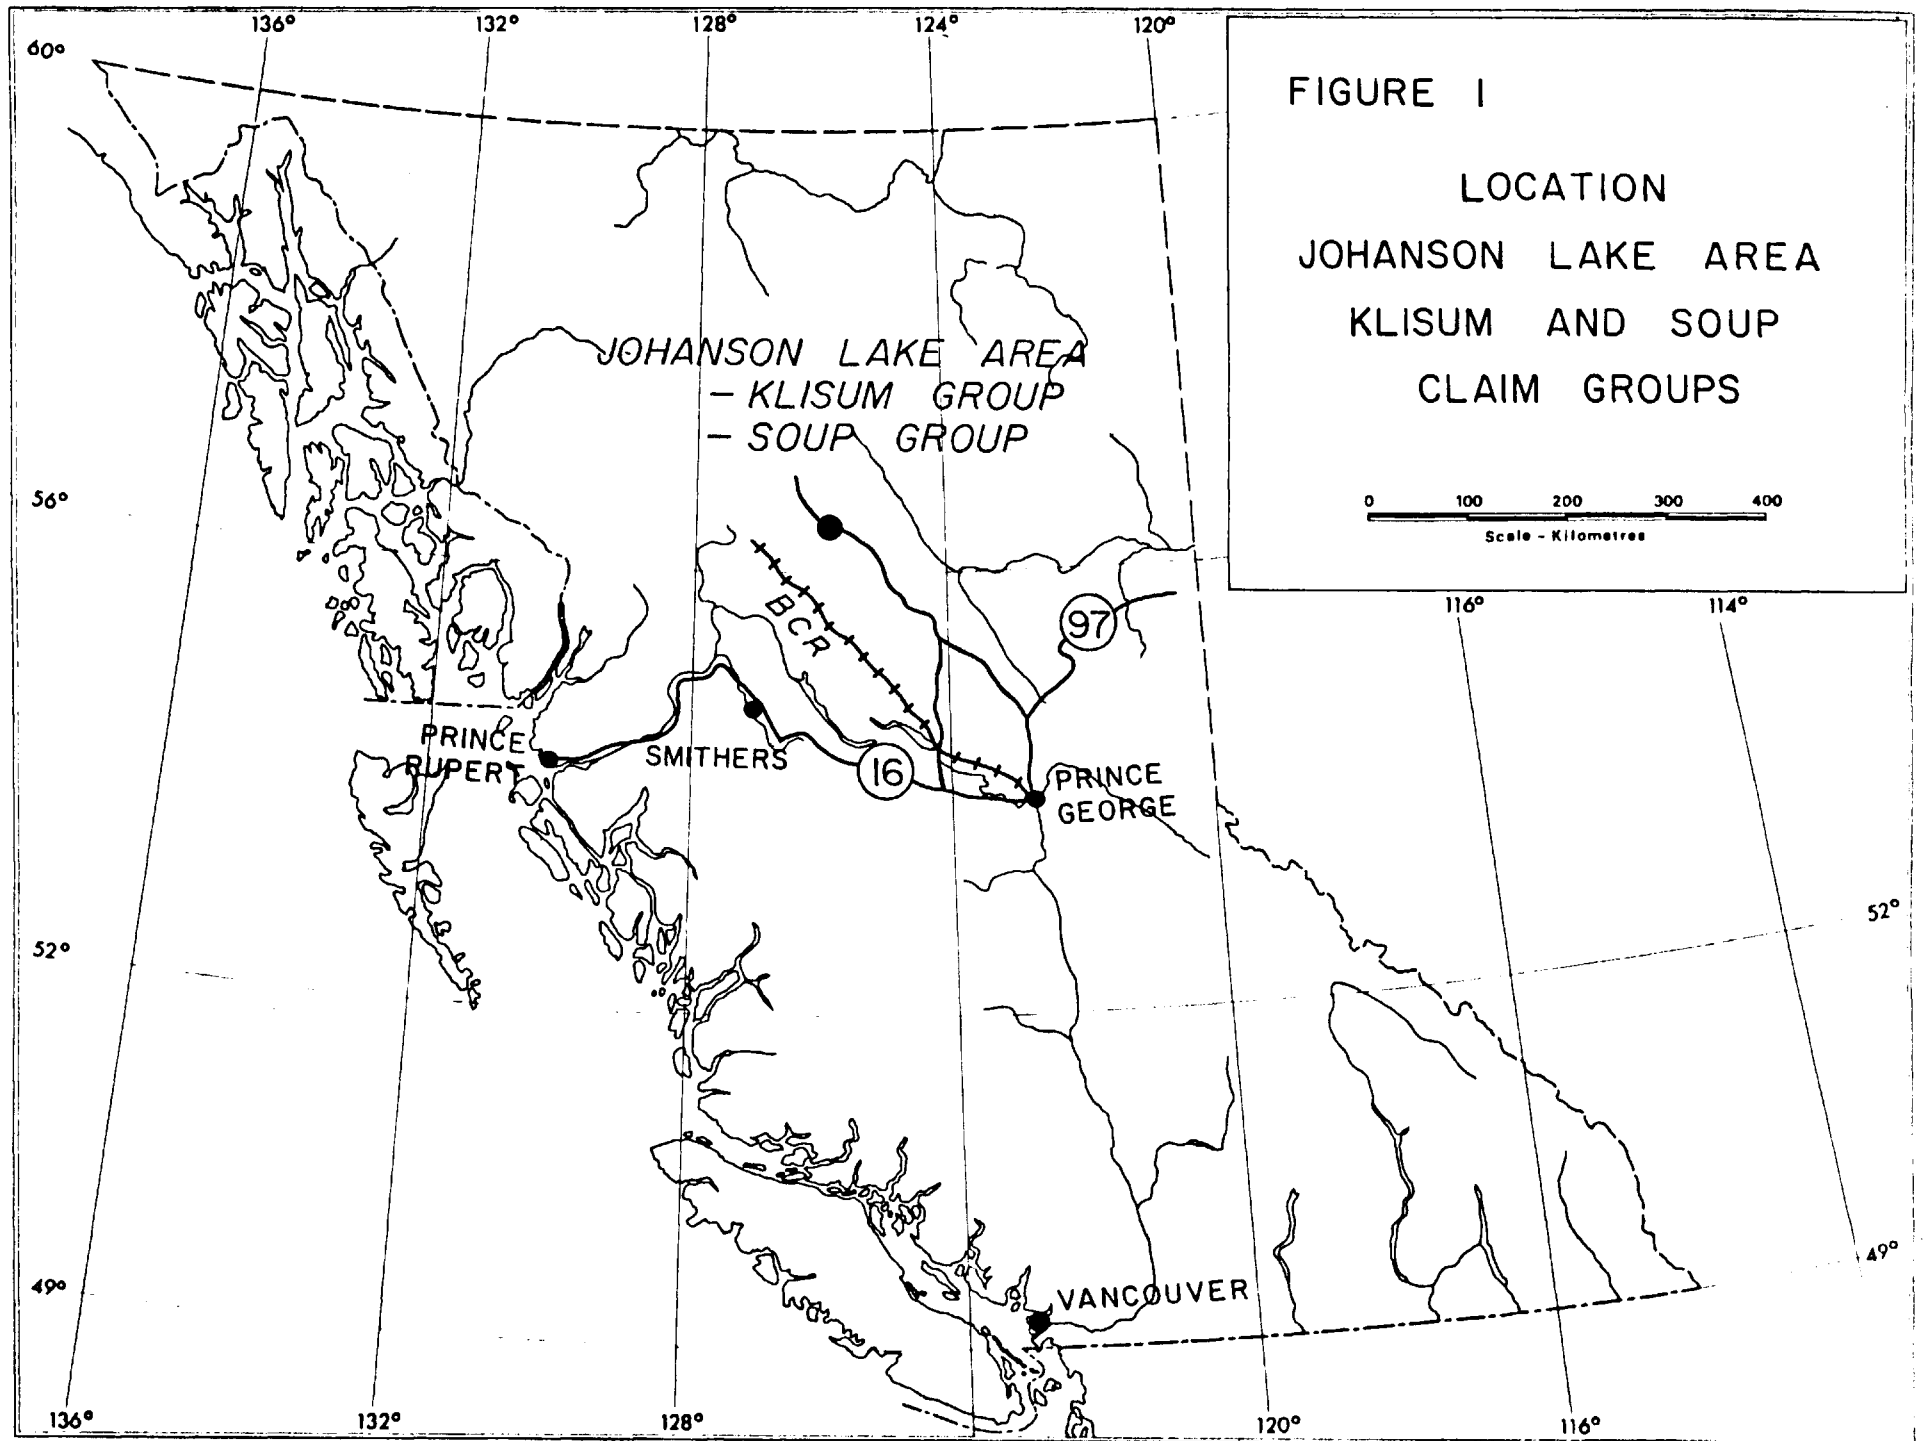 136° 132° 128° 124° 120°
60°
FIGURE 1
LOCATION
JOHANSON LAKE AREA
KLISUM AND SOUP
CLAIM GROUPS
0 100 200 300 400
Scale - Kilometres
JOHANSON LAKE AREA
- KLISUM GROUP
- SOUP GROUP
56°
116° 114°
BCR
97
PRINCE
RUPERT
SMITHERS
16
PRINCE
GEORGE
52°
52°
49°
49°
VANCOUVER
136° 132° 128° 120° 116°